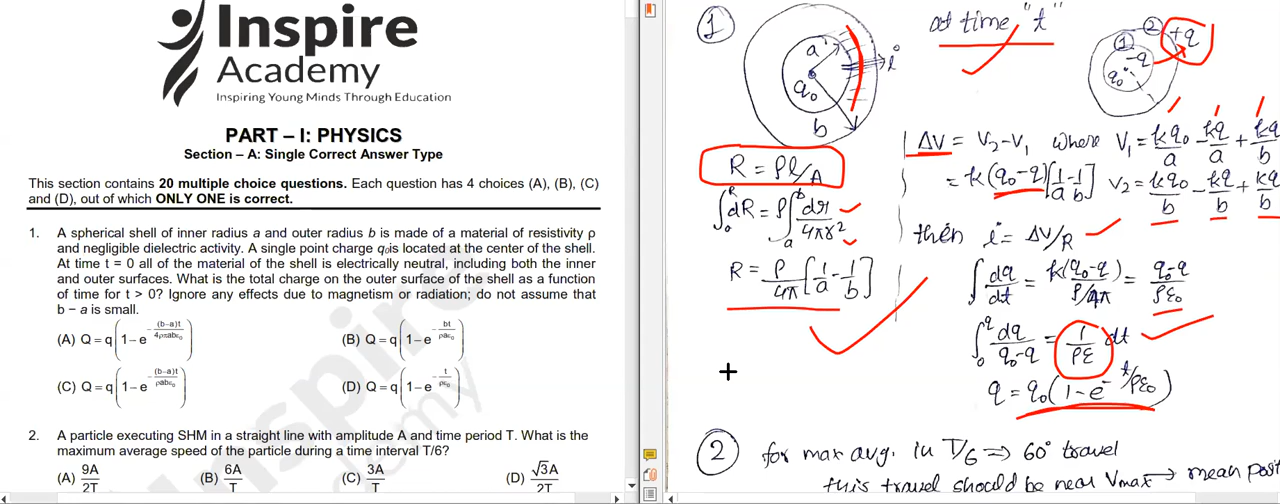 Inspire
Academy
Inspiring Young Minds Through Education
PART – I: PHYSICS
Section – A: Single Correct Answer Type
This section contains 20 multiple choice questions. Each question has 4 choices (A), (B), (C)
and (D), out of which ONLY ONE is correct.
1. A spherical shell of inner radius a and outer radius b is made of a material of resistivity ρ
and negligible dielectric activity. A single point charge q₀ is located at the center of the shell.
At time t = 0 all of the material of the shell is electrically neutral, including both the inner
and outer surfaces. What is the total charge on the outer surface of the shell as a function
of time for t > 0? Ignore any effects due to magnetism or radiation; do not assume that
b − a is small.
(A) Q = q(1 − e^(−(b−a)t/4ρπabε₀)) (B) Q = q(1 − e^(−bt/ρaε₀))
(C) Q = q(1 − e^(−(b−a)t/ρabε₀)) (D) Q = q(1 − e^(−t/ρε₀))
2. A particle executing SHM in a straight line with amplitude A and time period T. What is the
maximum average speed of the particle during a time interval T/6?
(A) 9A/2T (B) 6A/T (C) 3A/T (D) √3A/2T
Inspire
Academy
1 at time "t"
a q₀ b i
1 2 -q +q q₀
R = ρl/A
∫₀ᴿ dR = ρ∫ₐᵇ dr/4πr²
R = ρ/4π [1/a − 1/b]
ΔV = V₂ − V₁ where V₁ = kq₀/a − kq/a + kq/b
= k(q₀−q)[1/a − 1/b] V₂ = kq₀/b − kq/b + kq/b
then i = ΔV/R
∫ dq/dt = k(q₀−q)/(ρ/4π) = q₀−q/ρε₀
∫₀^q dq/q₀−q = 1/ρε dt
q = q₀(1 − e^− t/ρε₀)
2 for max avg. in T/6 ⇒ 60° travel
this travel should be near Vmax → mean post